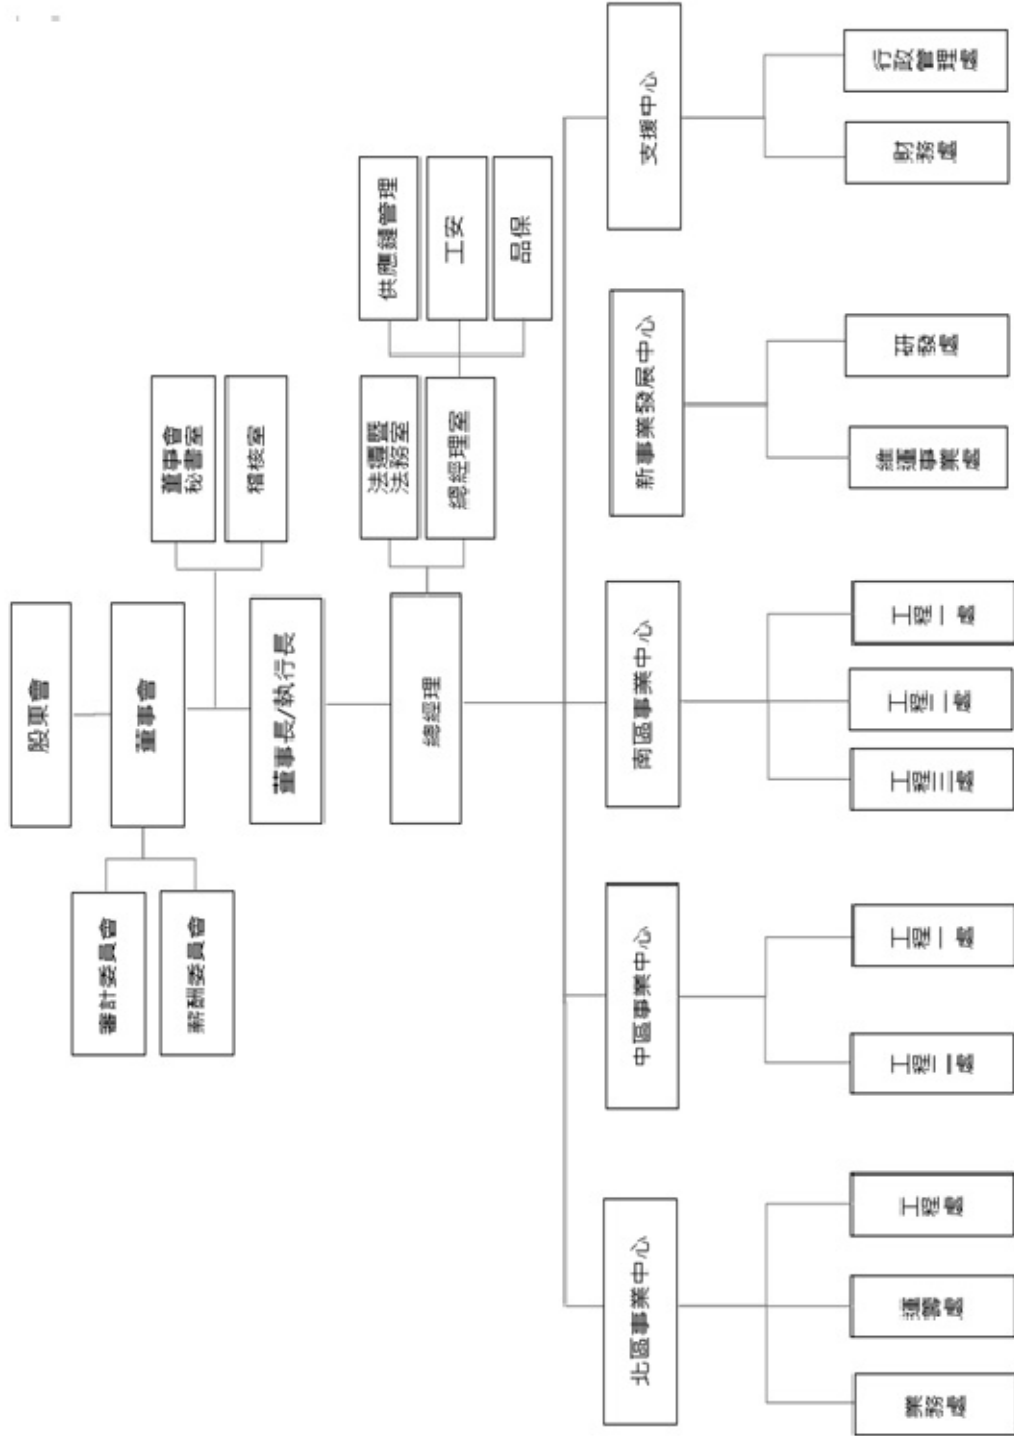 股東會
審計委員會
薪酬委員會
董事會
董事會
秘書室
稽核室
董事長/執行長
總經理
法遵暨
法務室
總經理室
供應鏈管理
工安
品保
北區事業中心
中區事業中心
南區事業中心
新事業發展中心
支援中心
業務處
運籌處
工程處
工程二處
工程一處
工程三處
工程二處
工程一處
維運事業處
研發處
財務處
行政管理處